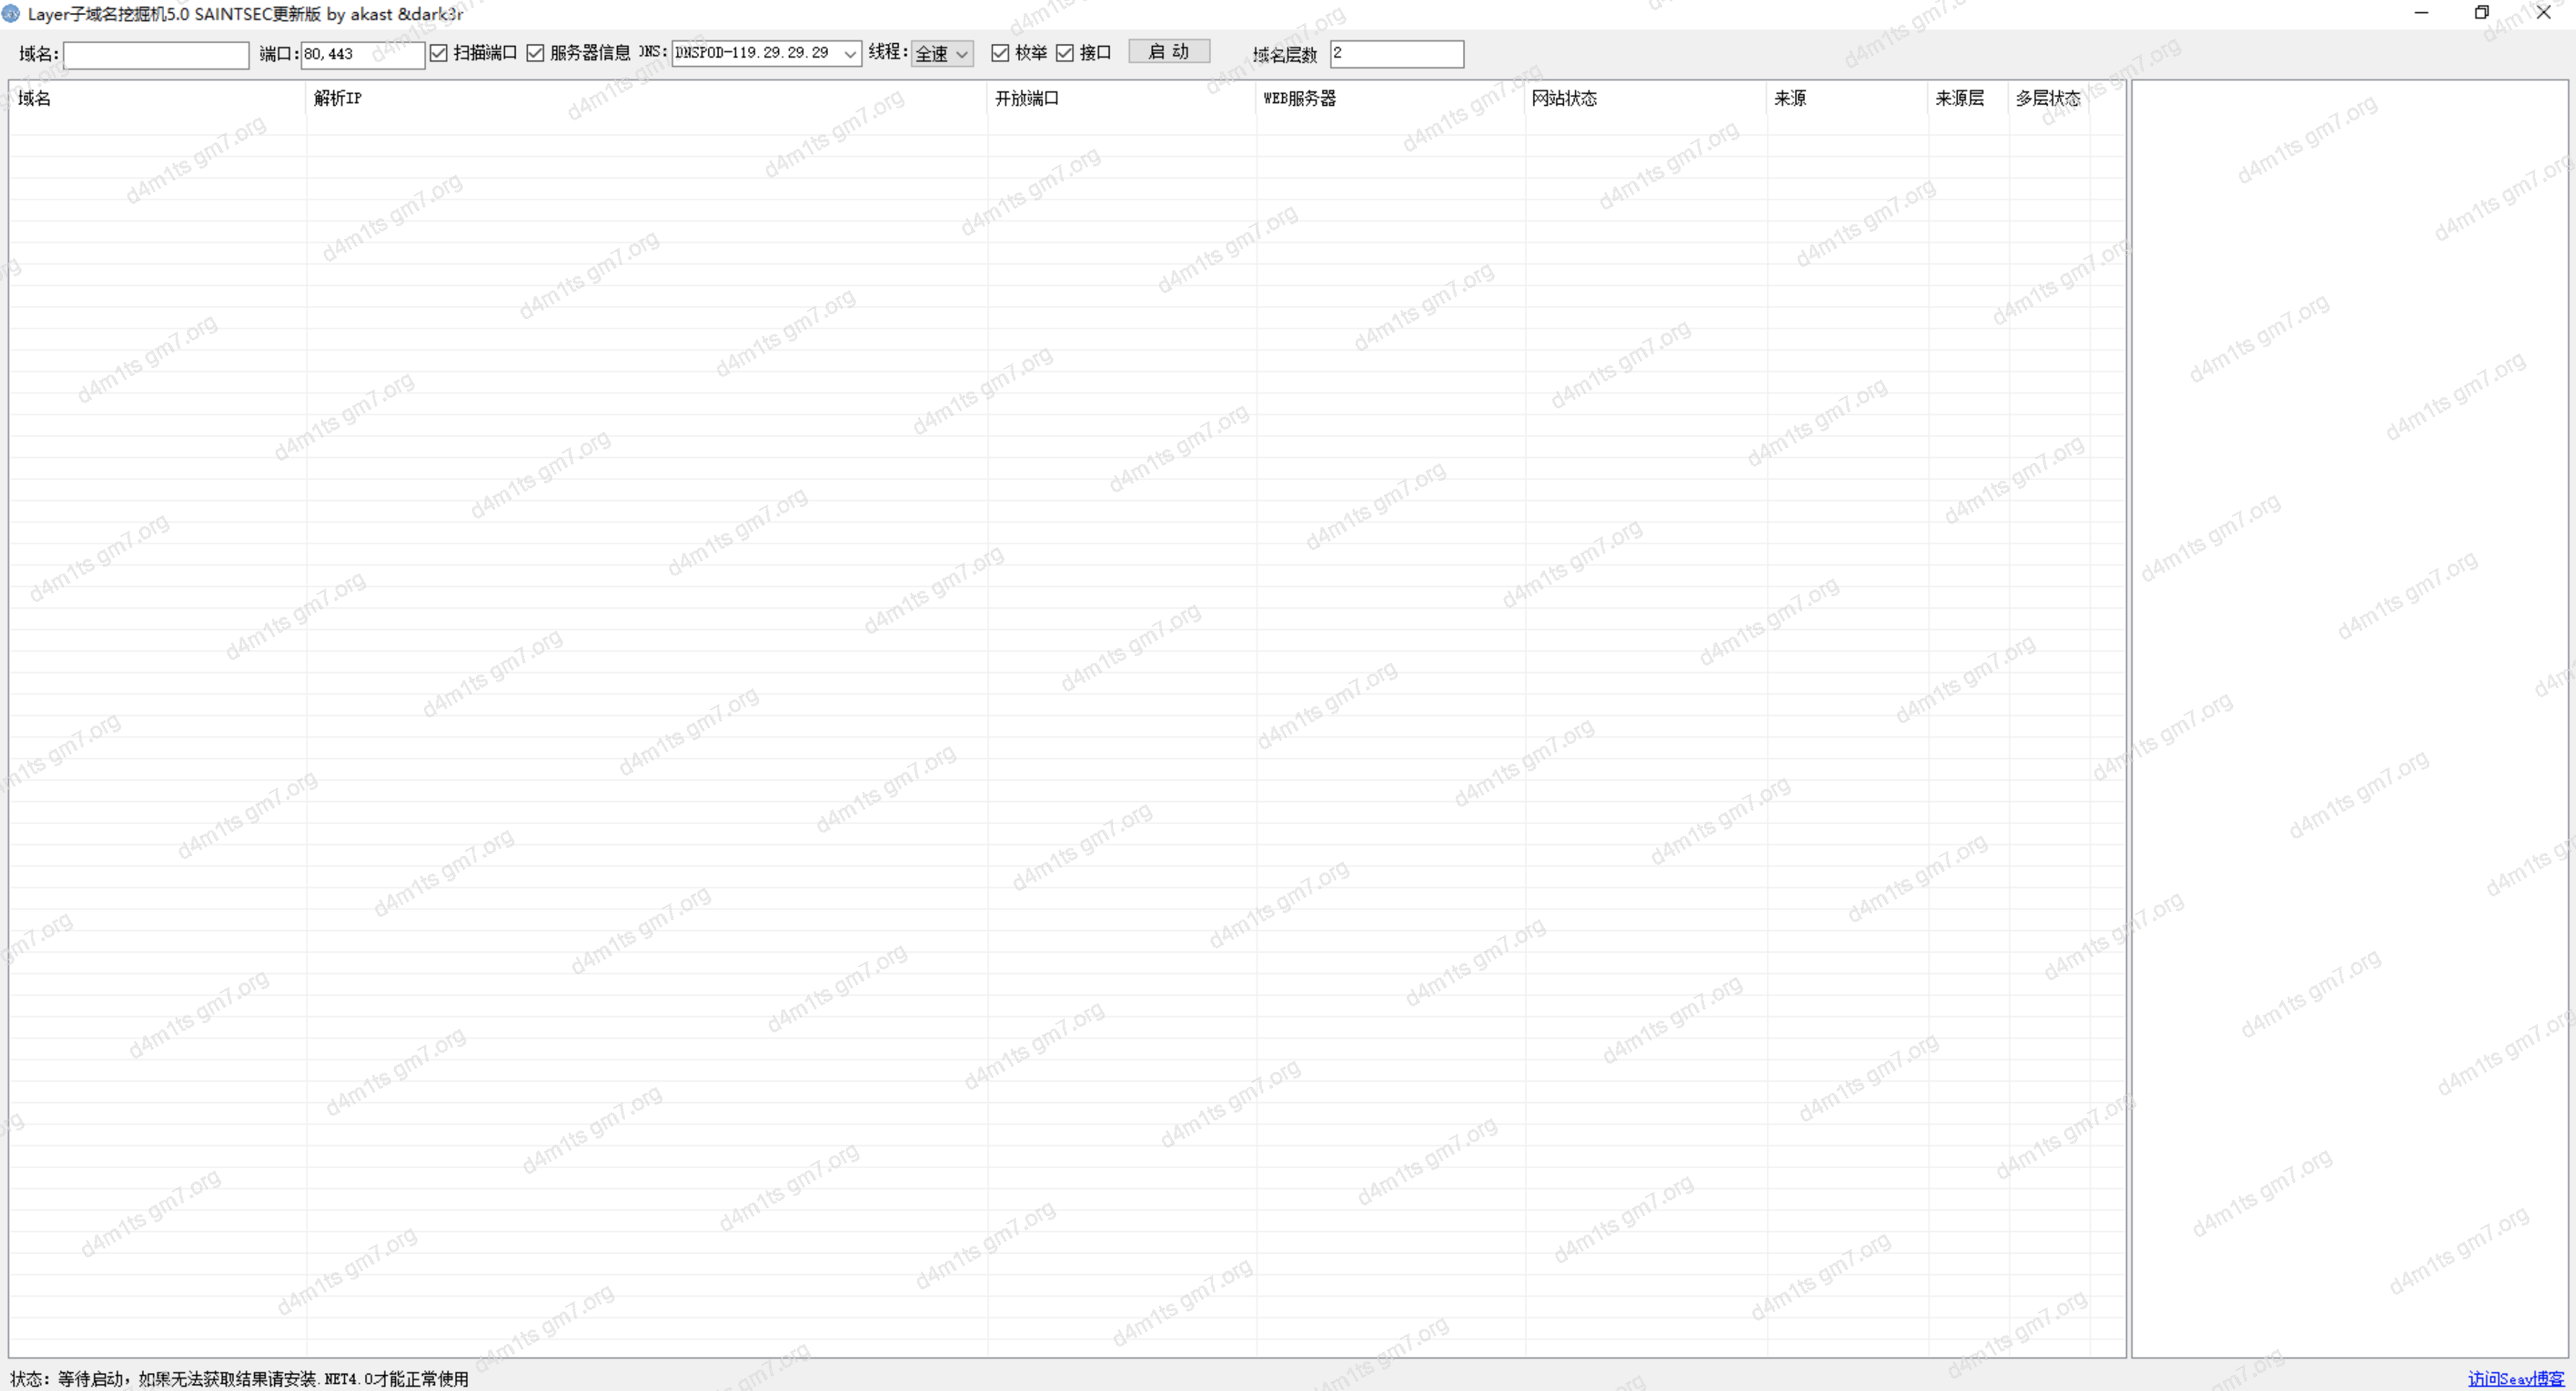 Layer子域名挖掘机5.0 SAINTSEC更新版 by akast &dark3r
域名: 端口: 80,443 扫描端口 服务器信息 DNS: DNSPOD-119.29.29.29 线程: 全速 枚举 接口 启 动 域名层数 2
域名 解析IP 开放端口 WEB服务器 网站状态 来源 来源层 多层状态
状态: 等待启动，如果无法获取结果请安装.NET4.0才能正常使用 访问Seay博客
d4m1ts gm7.org